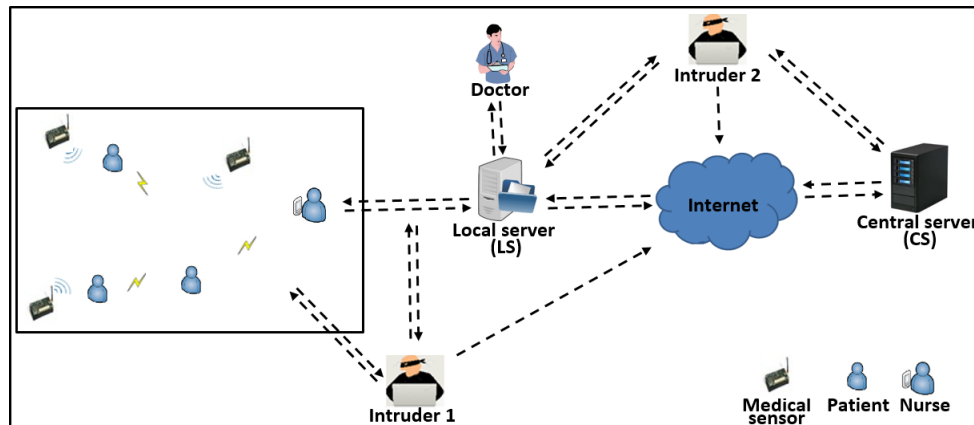 Doctor
Intruder 2
Local server
(LS)
Internet
Central server
(CS)
Intruder 1
Medical
sensor
Patient
Nurse